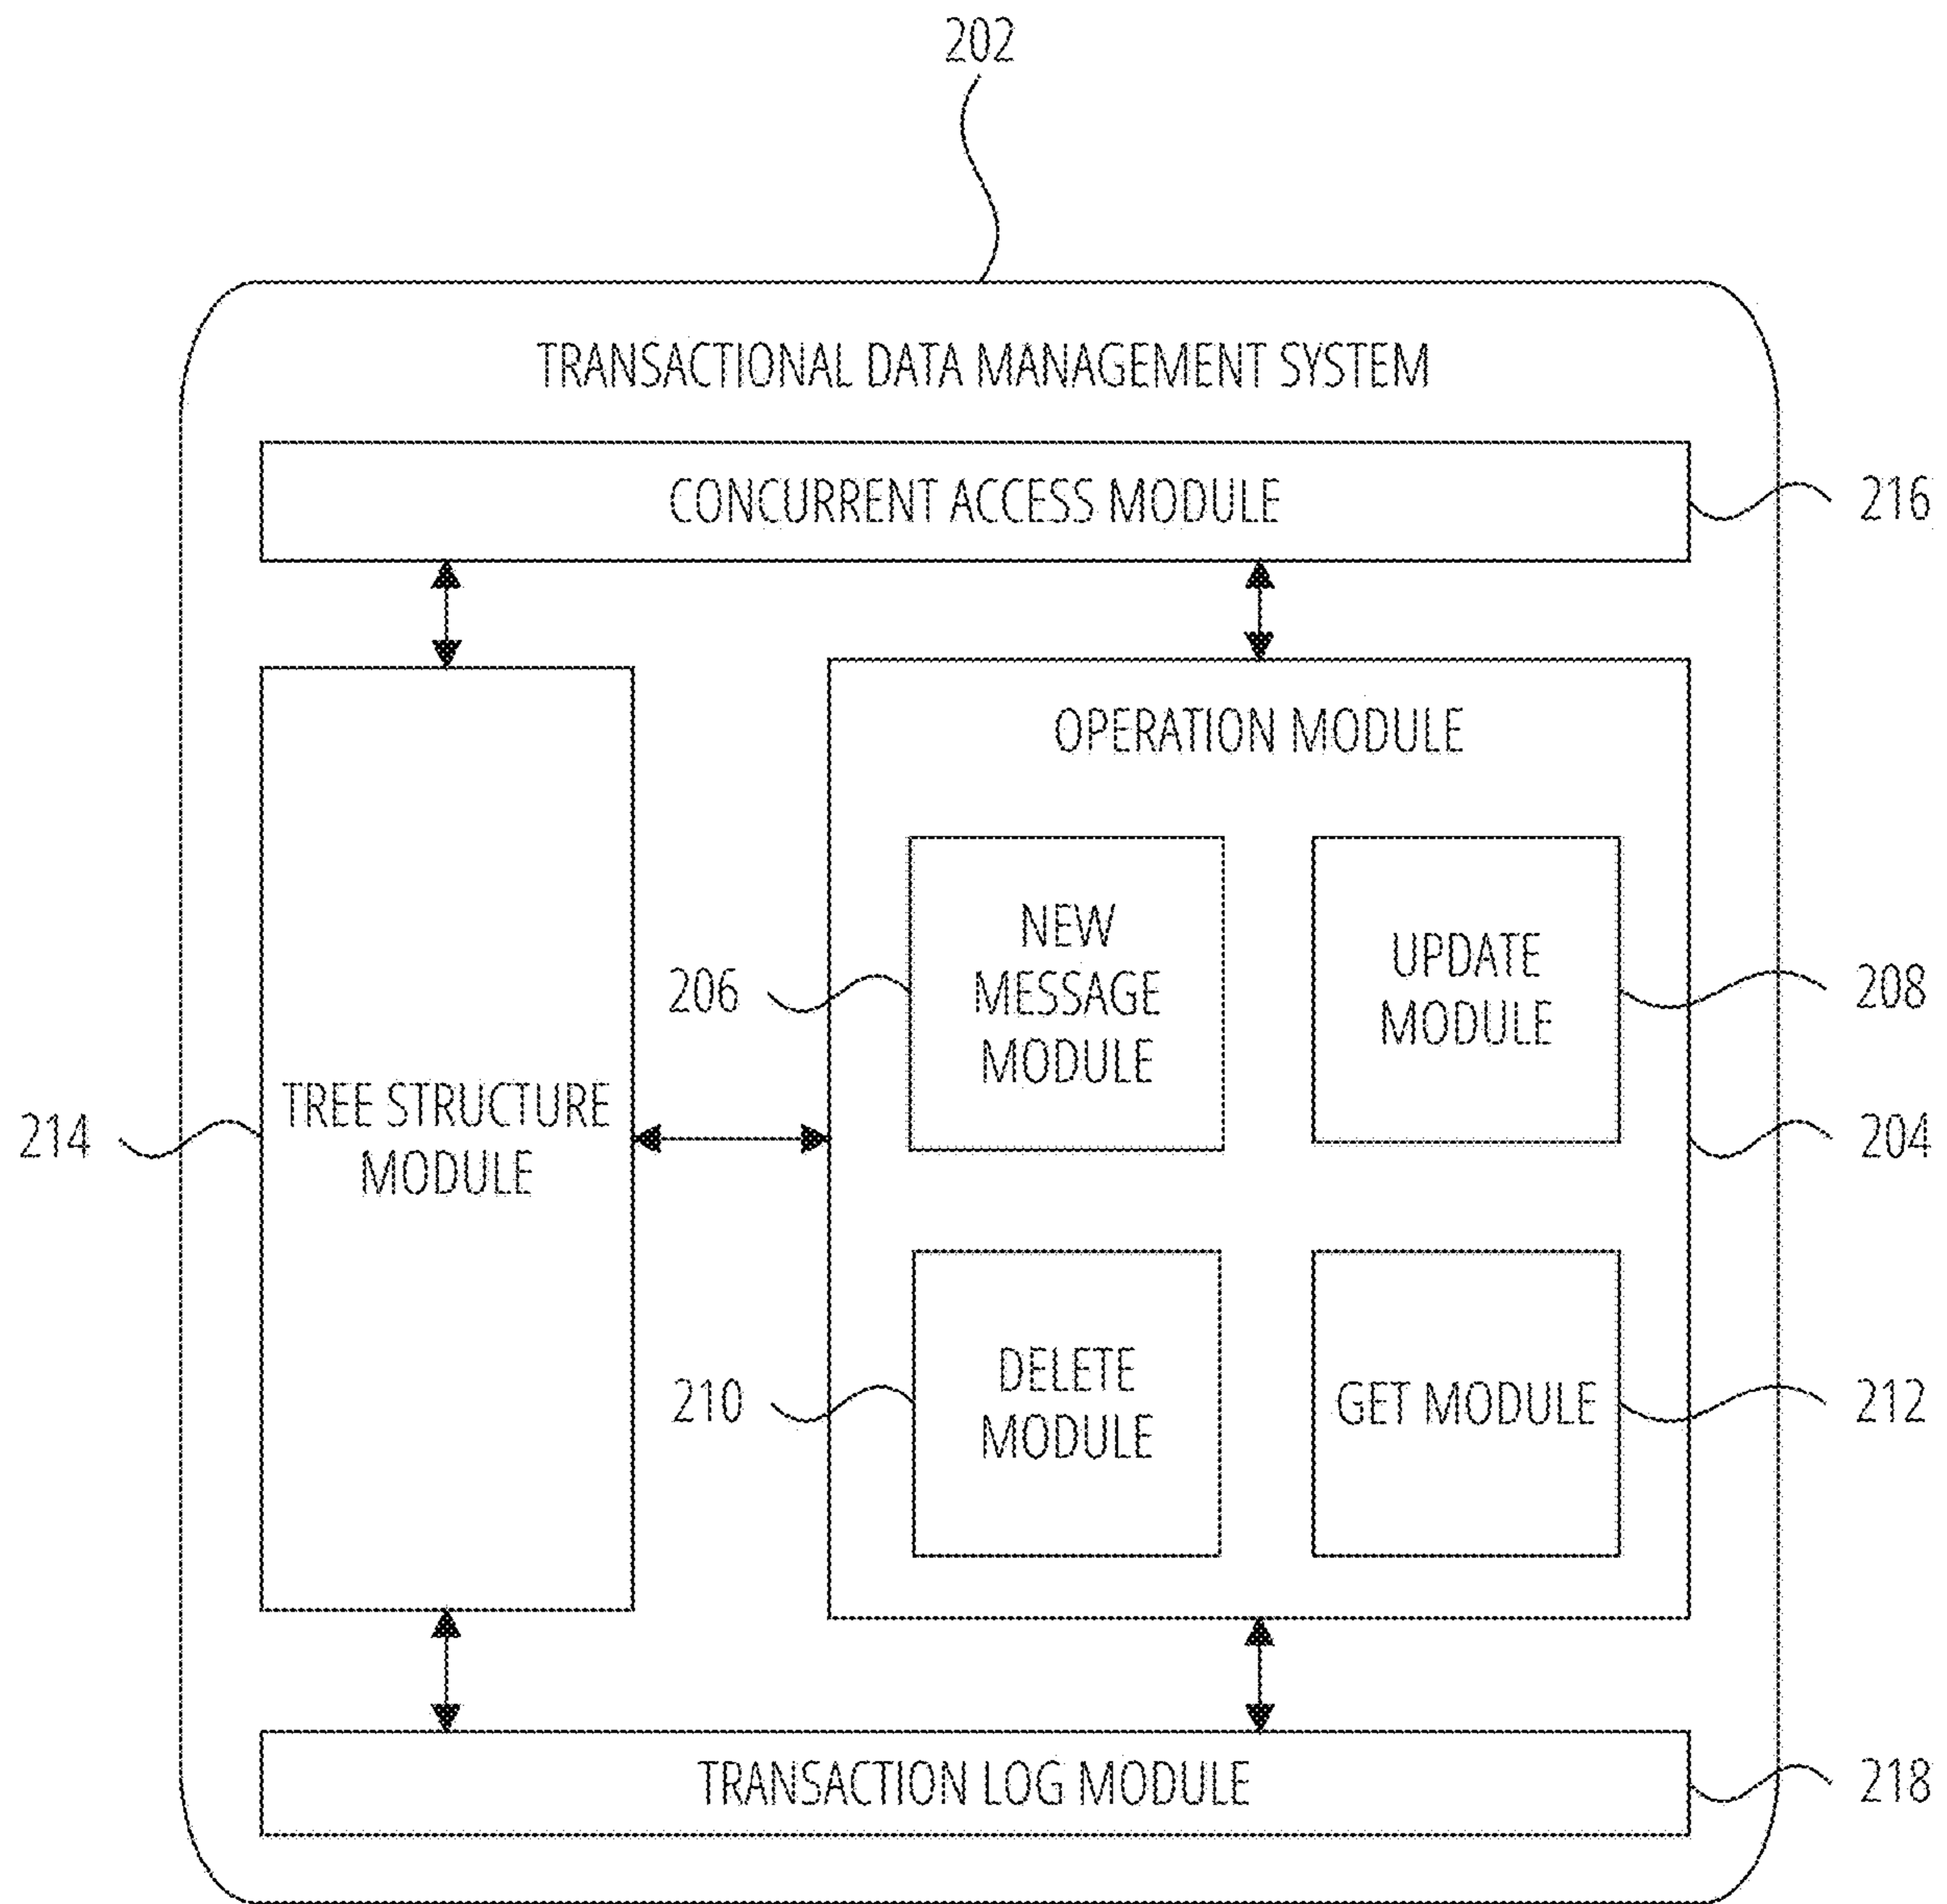 202
TRANSACTIONAL DATA MANAGEMENT SYSTEM
CONCURRENT ACCESS MODULE
216
OPERATION MODULE
NEW
MESSAGE
MODULE
206
UPDATE
MODULE
208
TREE STRUCTURE
MODULE
214
204
DELETE
MODULE
210
GET MODULE
212
TRANSACTION LOG MODULE
218